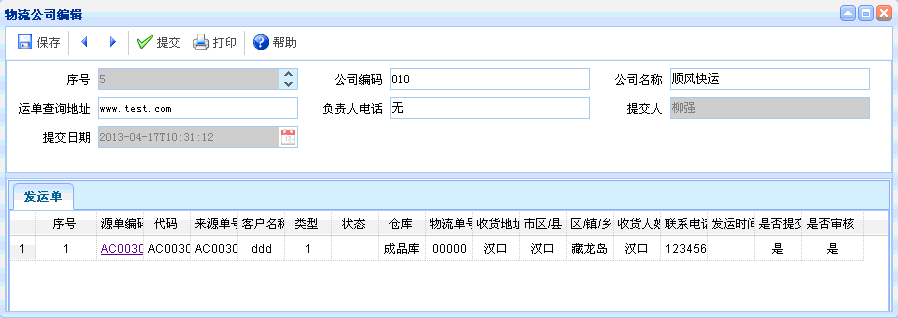 物流公司编辑
保存 提交 打印 帮助
序号 5 公司编码 010 公司名称 顺风快运
运单查询地址 www.test.com 负责人电话 无 提交人 柳强
提交日期 2013-04-17T10:31:12
发运单
序号 源单编码 代码 来源单号 客户名称 类型 状态 仓库 物流单号 收货地址 市区/县 区/镇/乡 收货人姓 联系电话 发运时间 是否提交 是否审核
1 1 AC003C AC003C AC003C ddd 1 成品库 00000 汉口 汉口 藏龙岛 汉口 123456 是 是